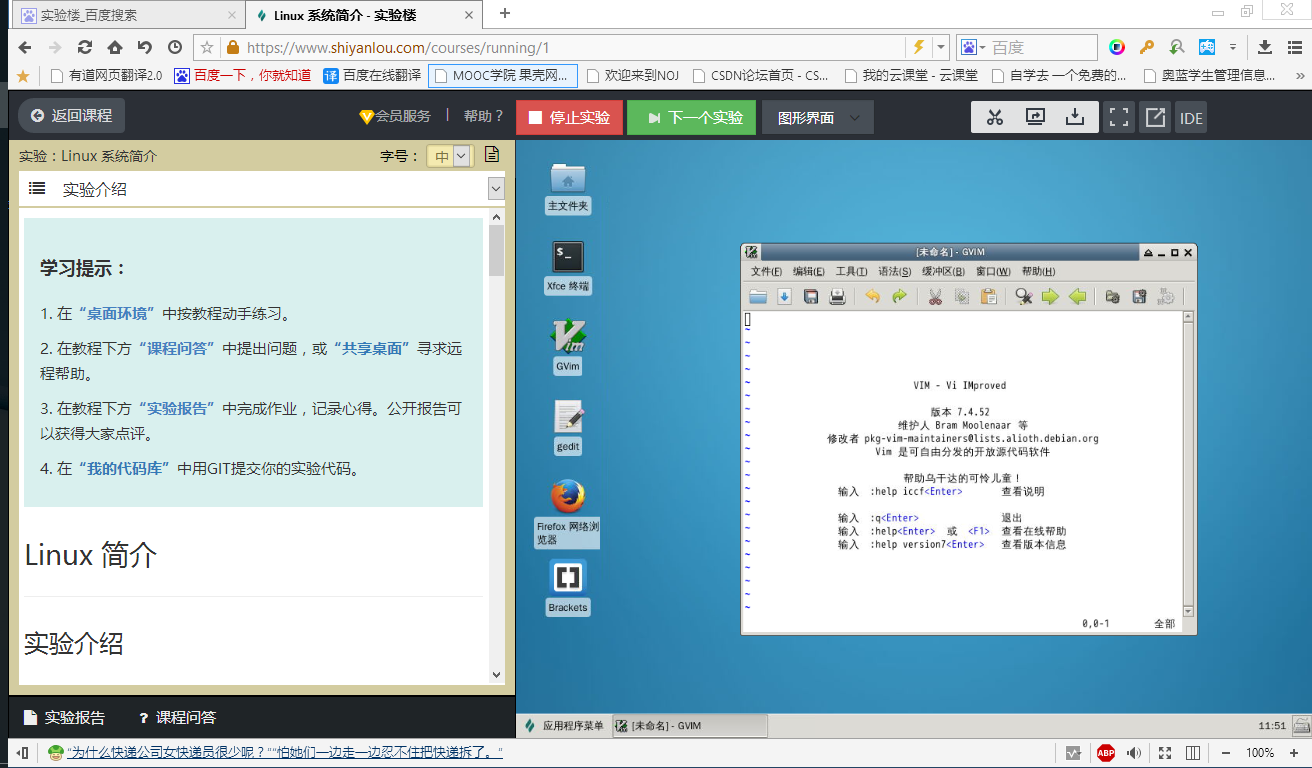 实验楼_百度搜索
Linux 系统简介 - 实验楼
https://www.shiyanlou.com/courses/running/1
百度
有道网页翻译2.0
百度一下，你就知道
译 百度在线翻译
MOOC学院 果壳网...
欢迎来到NOJ
CSDN论坛首页 - CS...
我的云课堂 - 云课堂
自学去 一个免费的...
奥蓝学生管理信息...
返回课程
会员服务
帮助？
停止实验
下一个实验
图形界面
IDE
实验：Linux 系统简介
字号：
中
实验介绍
学习提示：
1. 在“桌面环境”中按教程动手练习。
2. 在教程下方“课程问答”中提出问题，或“共享桌面”寻求远
程帮助。
3. 在教程下方“实验报告”中完成作业，记录心得。公开报告可
以获得大家点评。
4. 在“我的代码库”中用GIT提交你的实验代码。
Linux 简介
实验介绍
实验报告
? 课程问答
主文件夹
$_
Xfce 终端
Vim
GVim
gedit
Firefox 网络浏
览器
Brackets
[未命名] - GVIM
文件(F) 编辑(E) 工具(T) 语法(S) 缓冲区(B) 窗口(W) 帮助(H)
~
~
~
~
VIM - Vi IMproved
~
版本 7.4.52
维护人 Bram Moolenaar 等
修改者 pkg-vim-maintainers@lists.alioth.debian.org
Vim 是可自由分发的开放源代码软件
~
帮助乌干达的可怜儿童！
输入 :help iccf<Enter> 查看说明
~
输入 :q<Enter> 退出
输入 :help<Enter> 或 <F1> 查看在线帮助
输入 :help version7<Enter> 查看版本信息
~
~
~
~
0,0-1 全部
应用程序菜单
[未命名] - GVIM
11:51
“为什么快递公司女快递员很少呢？”“怕她们一边走一边忍不住把快递拆了。”
ABP
100%